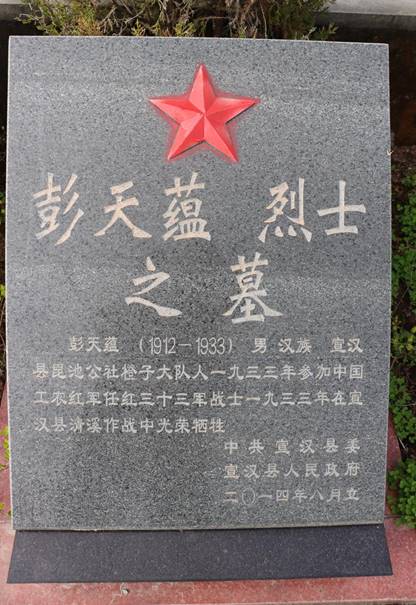 彭天蕴 烈士
之墓
彭天蕴 (1912－1933) 男 汉族 宣汉
县昆池公社橙子大队人一九三三年参加中国
工农红军任红三十三军战士一九三三年在宣
汉县清溪作战中光荣牺牲
中共宣汉县委
宣汉县人民政府
二〇一四年八月立